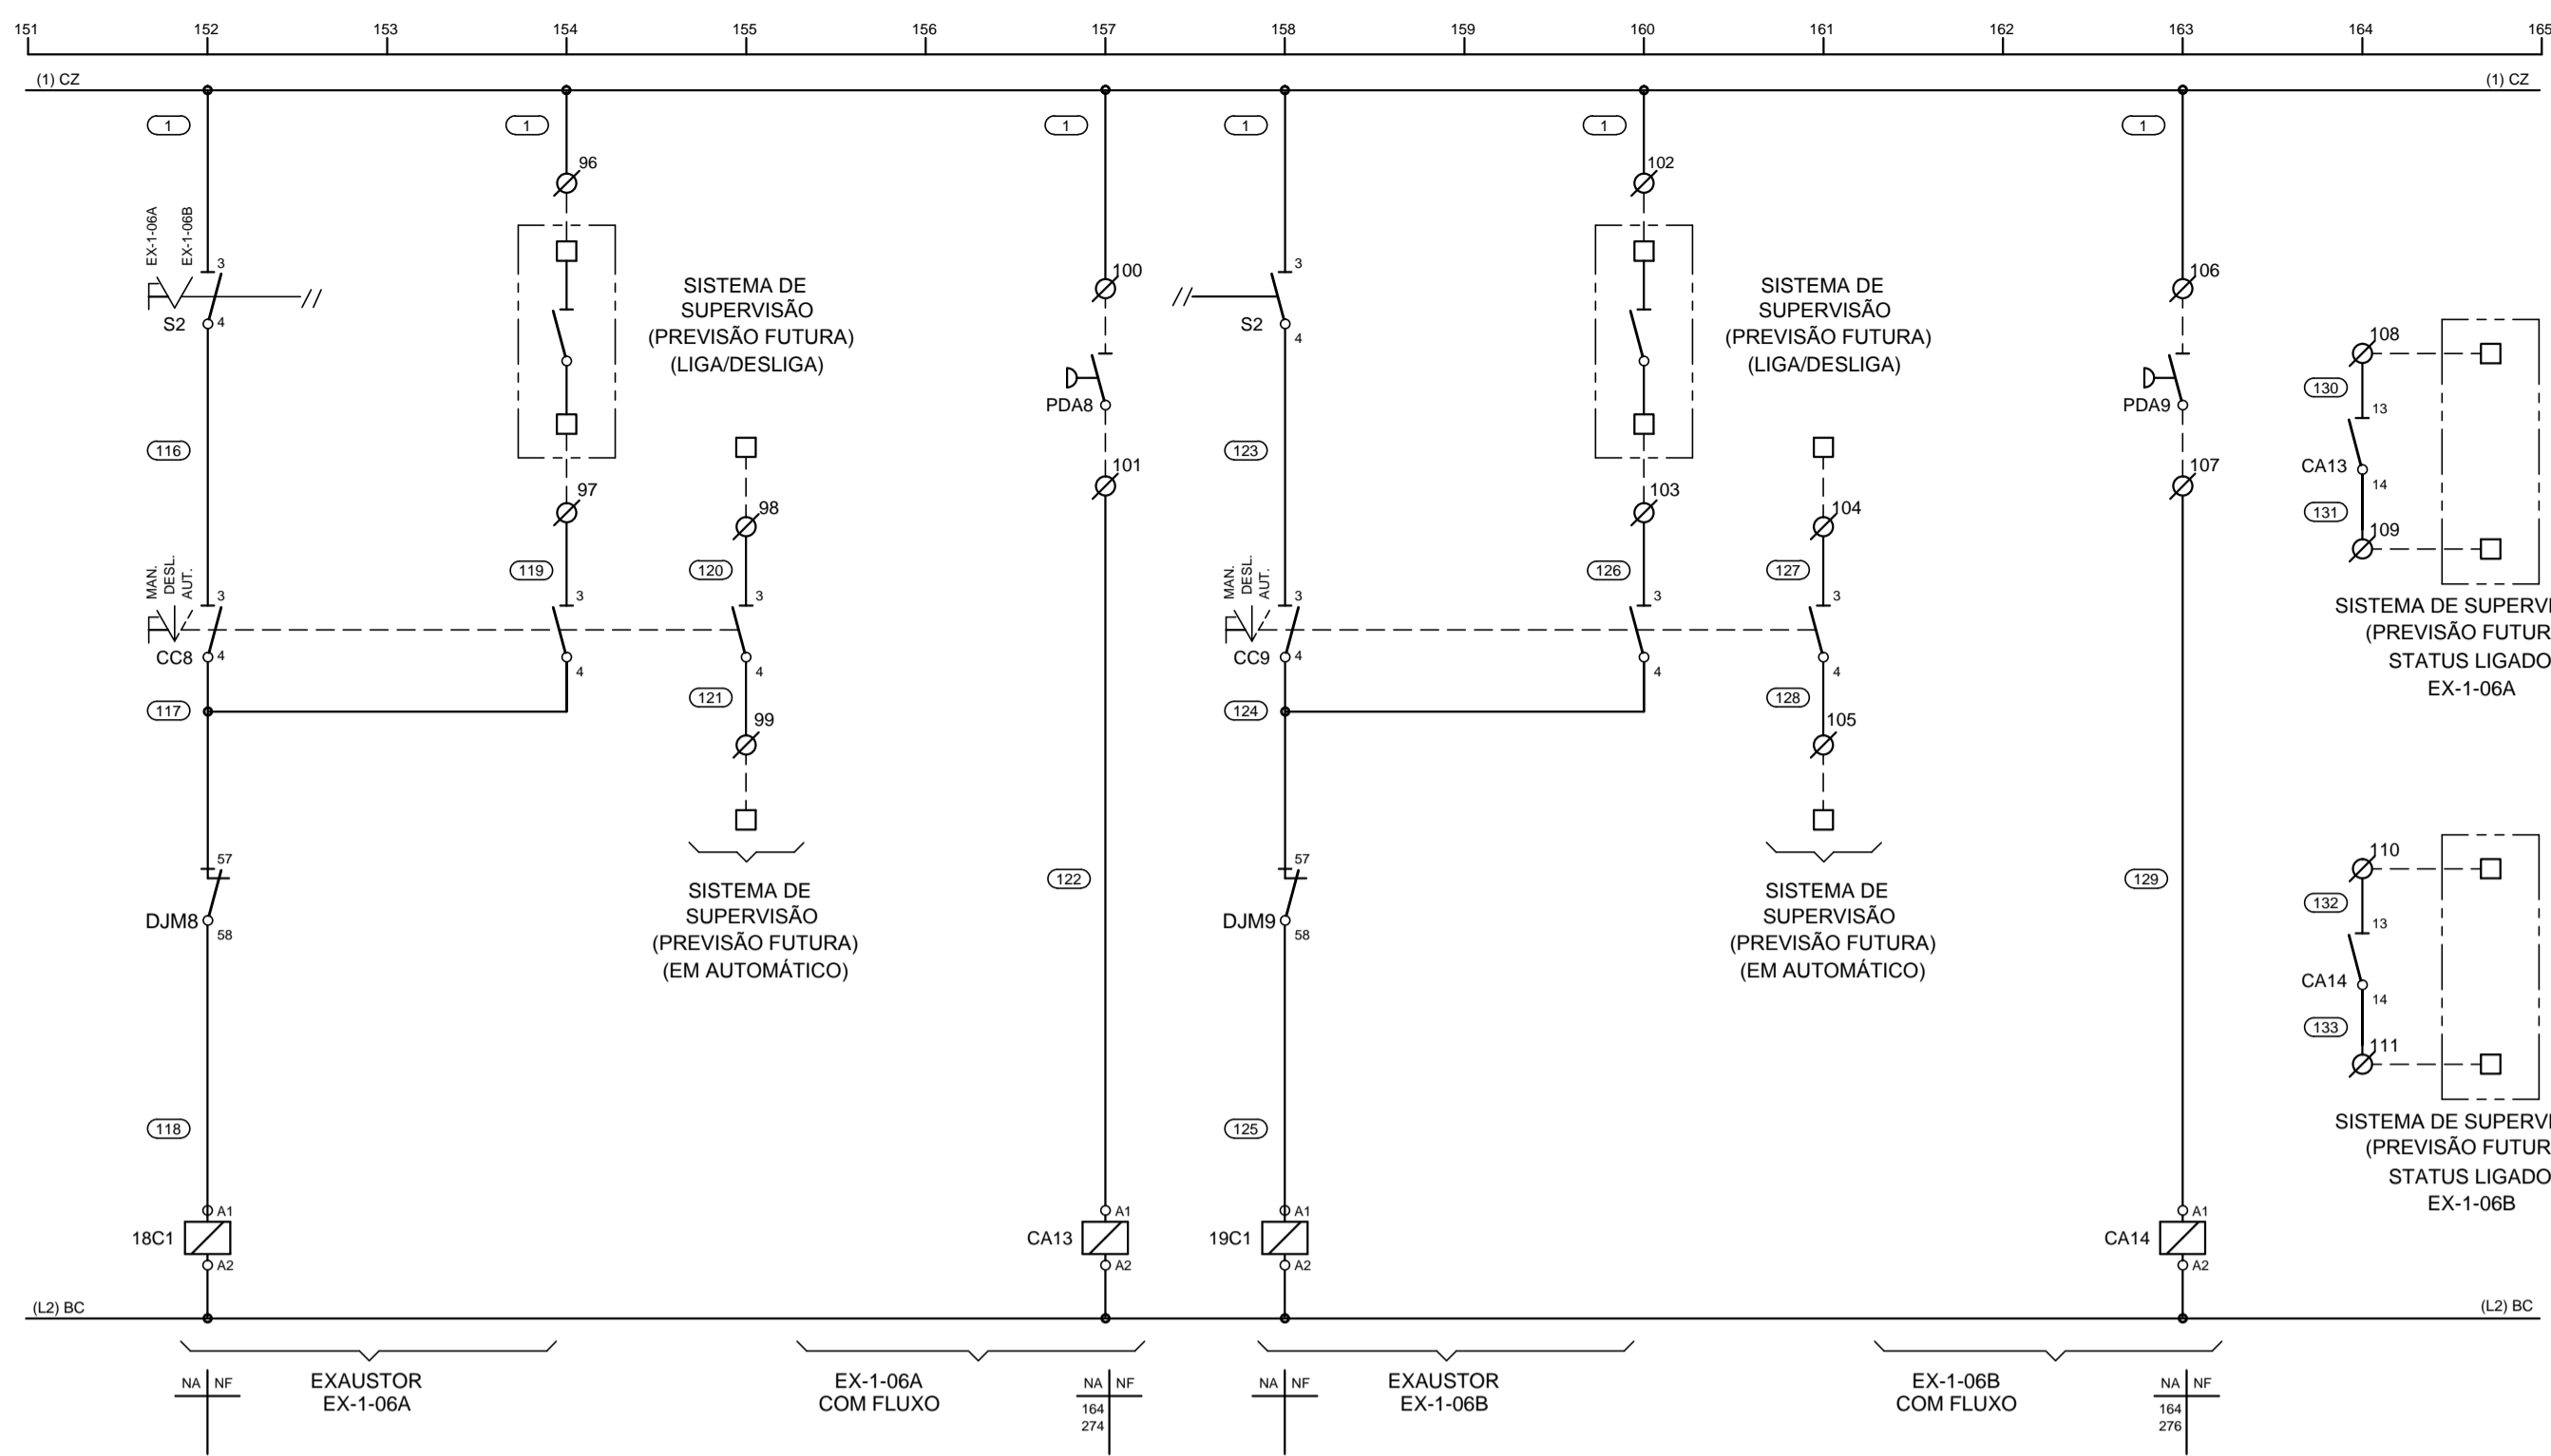 151 152 153 154 155 156 157 158 159 160 161 162 163 164 165
(1) CZ (1) CZ
1 1 1 1 1 1
96 102
EX-1-06A EX-1-06B
3 3
S2 4
S2 4
SISTEMA DE
SUPERVISÃO
(PREVISÃO FUTURA)
(LIGA/DESLIGA)
100
PDA8
101
SISTEMA DE
SUPERVISÃO
(PREVISÃO FUTURA)
(LIGA/DESLIGA)
106
PDA9
107
108
130
13
CA13
14
131
109
SISTEMA DE SUPERVI
(PREVISÃO FUTUR
STATUS LIGADO
EX-1-06A
116 123
97 98 103 104
119 120 126 127
MAN. DESL. AUT.
MAN. DESL. AUT.
3 3 3 3 3 3
CC8 4 4 4
CC9 4 4 4
117 121 124 128
99 105
57
DJM8
58
57
DJM9
58
SISTEMA DE
SUPERVISÃO
(PREVISÃO FUTURA)
(EM AUTOMÁTICO)
SISTEMA DE
SUPERVISÃO
(PREVISÃO FUTURA)
(EM AUTOMÁTICO)
122 129
110
132
13
CA14
14
133
111
SISTEMA DE SUPERVI
(PREVISÃO FUTUR
STATUS LIGADO
EX-1-06B
118 125
A1 A1 A1 A1
18C1 CA13 19C1 CA14
A2 A2 A2 A2
(L2) BC (L2) BC
NA NF
EXAUSTOR
EX-1-06A
EX-1-06A
COM FLUXO
NA NF
164
274
NA NF
EXAUSTOR
EX-1-06B
EX-1-06B
COM FLUXO
NA NF
164
276